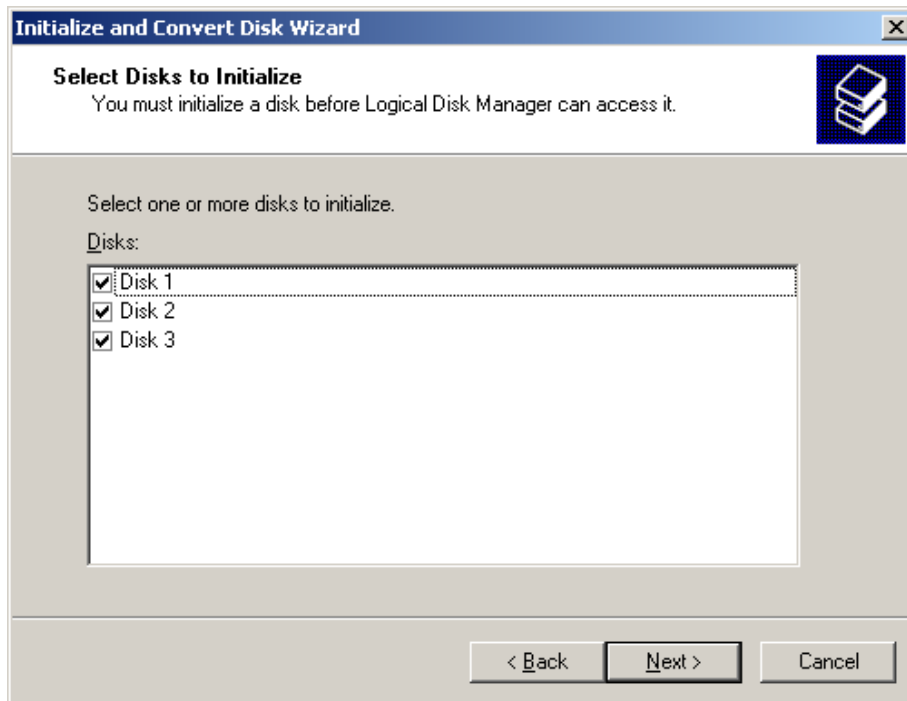 Initialize and Convert Disk Wizard
Select Disks to Initialize
You must initialize a disk before Logical Disk Manager can access it.
Select one or more disks to initialize.
Disks:
Disk 1
Disk 2
Disk 3
< Back Next > Cancel